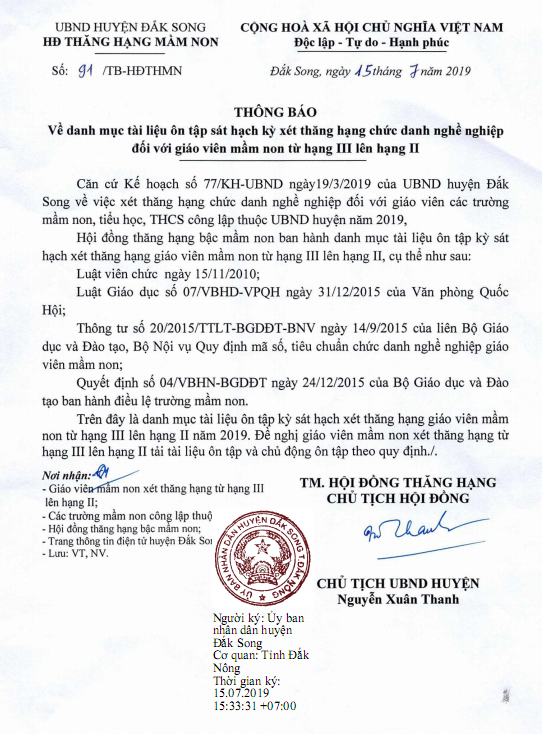 UBND HUYỆN ĐẮK SONG
HĐ THĂNG HẠNG MẦM NON
CỘNG HOÀ XÃ HỘI CHỦ NGHĨA VIỆT NAM
Độc lập - Tự do - Hạnh phúc
Số: 91 /TB-HĐTHMN
Đắk Song, ngày 15 tháng 7 năm 2019
THÔNG BÁO
Về danh mục tài liệu ôn tập sát hạch kỳ xét thăng hạng chức danh nghề nghiệp
đối với giáo viên mầm non từ hạng III lên hạng II
Căn cứ Kế hoạch số 77/KH-UBND ngày19/3/2019 của UBND huyện Đắk
Song về việc xét thăng hạng chức danh nghề nghiệp đối với giáo viên các trường
mầm non, tiểu học, THCS công lập thuộc UBND huyện năm 2019,
Hội đồng thăng hạng bậc mầm non ban hành danh mục tài liệu ôn tập kỳ sát
hạch xét thăng hạng giáo viên mầm non từ hạng III lên hạng II, cụ thể như sau:
Luật viên chức ngày 15/11/2010;
Luật Giáo dục số 07/VBHD-VPQH ngày 31/12/2015 của Văn phòng Quốc
Hội;
Thông tư số 20/2015/TTLT-BGDĐT-BNV ngày 14/9/2015 của liên Bộ Giáo
dục và Đào tạo, Bộ Nội vụ Quy định mã số, tiêu chuẩn chức danh nghề nghiệp giáo
viên mầm non;
Quyết định số 04/VBHN-BGDĐT ngày 24/12/2015 của Bộ Giáo dục và Đào
tạo ban hành điều lệ trường mầm non.
Trên đây là danh mục tài liệu ôn tập kỳ sát hạch xét thăng hạng giáo viên mầm
non từ hạng III lên hạng II năm 2019. Đề nghị giáo viên mầm non xét thăng hạng từ
hạng III lên hạng II tải tài liệu ôn tập và chủ động ôn tập theo quy định./.
Nơi nhận:
- Giáo viên mầm non xét thăng hạng từ hạng III
lên hạng II;
- Các trường mầm non công lập thuộ
- Hội đồng thăng hạng bậc mầm non;
- Trang thông tin điện tử huyện Đắk Son
- Lưu: VT, NV.
TM. HỘI ĐỒNG THĂNG HẠNG
CHỦ TỊCH HỘI ĐỒNG
Thanh
ỦY BAN NHÂN DÂN HUYỆN ĐẮK SONG T. ĐẮK NÔNG
CHỦ TỊCH UBND HUYỆN
Nguyễn Xuân Thanh
Người ký: Ủy ban
nhân dân huyện
Đắk Song
Cơ quan: Tỉnh Đắk
Nông
Thời gian ký:
15.07.2019
15:33:31 +07:00